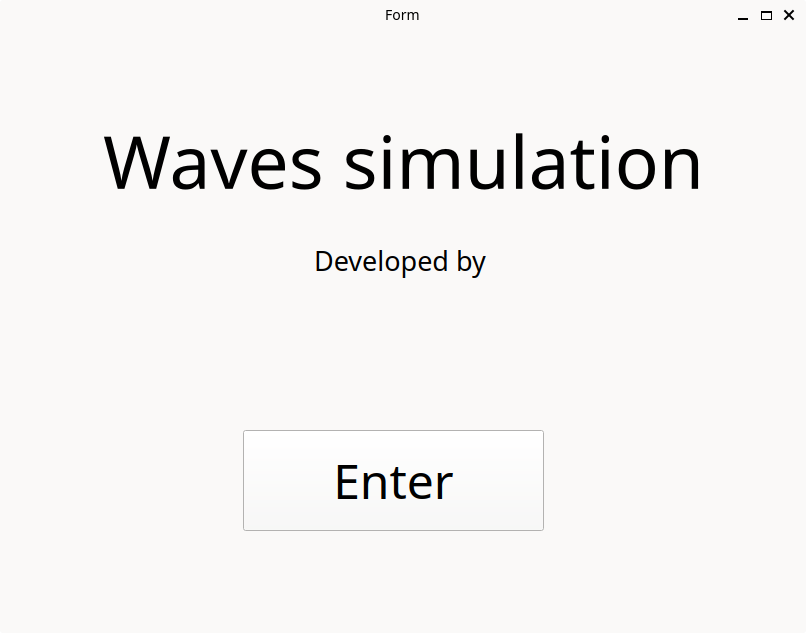 Form
Waves simulation
Developed by
Enter